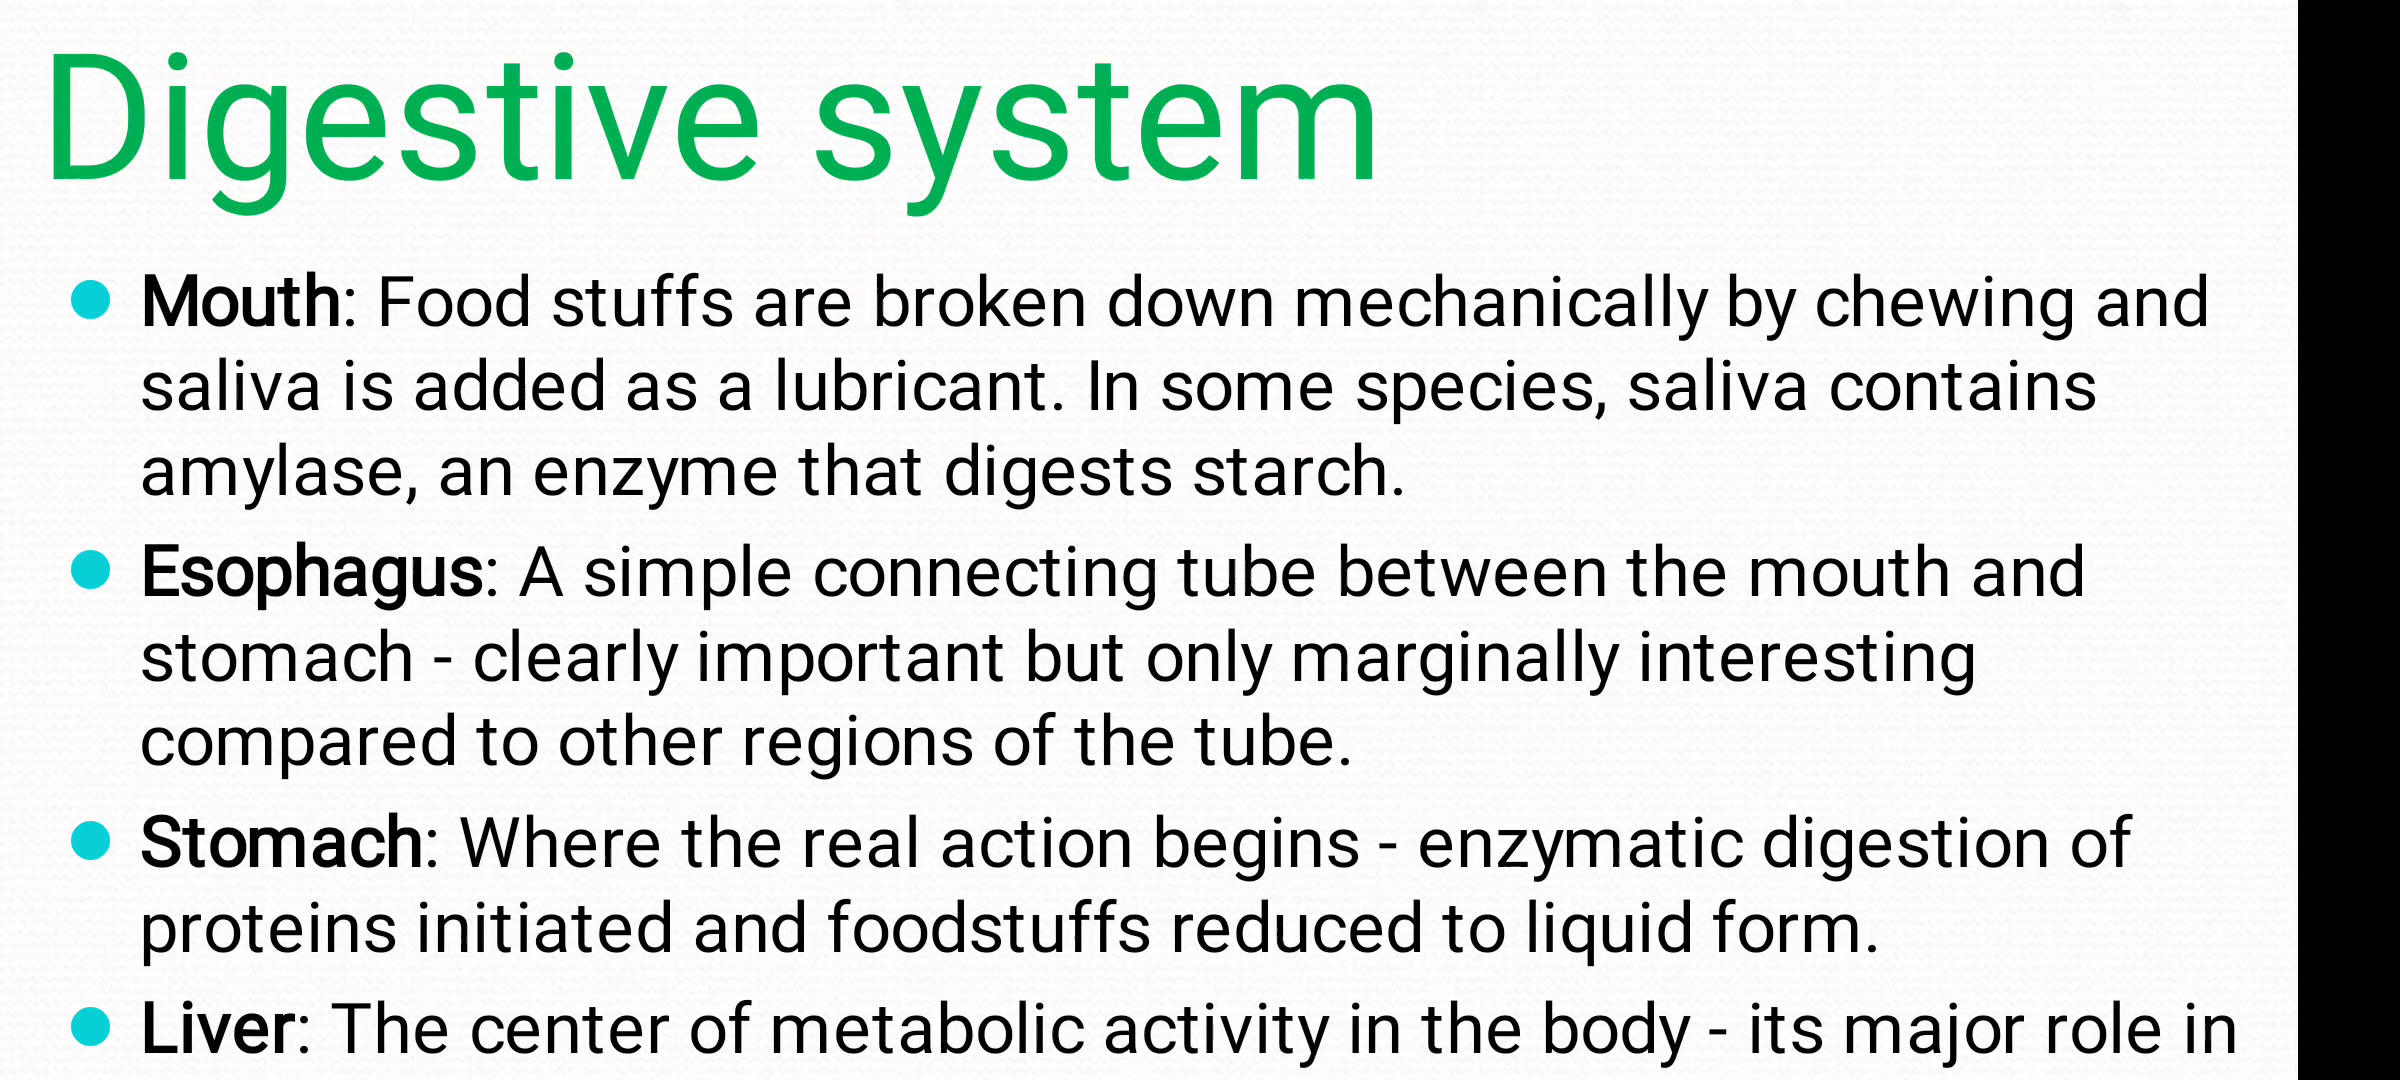 Digestive system
Mouth: Food stuffs are broken down mechanically by chewing and
saliva is added as a lubricant. In some species, saliva contains
amylase, an enzyme that digests starch.
Esophagus: A simple connecting tube between the mouth and
stomach - clearly important but only marginally interesting
compared to other regions of the tube.
Stomach: Where the real action begins - enzymatic digestion of
proteins initiated and foodstuffs reduced to liquid form.
Liver: The center of metabolic activity in the body - its major role in